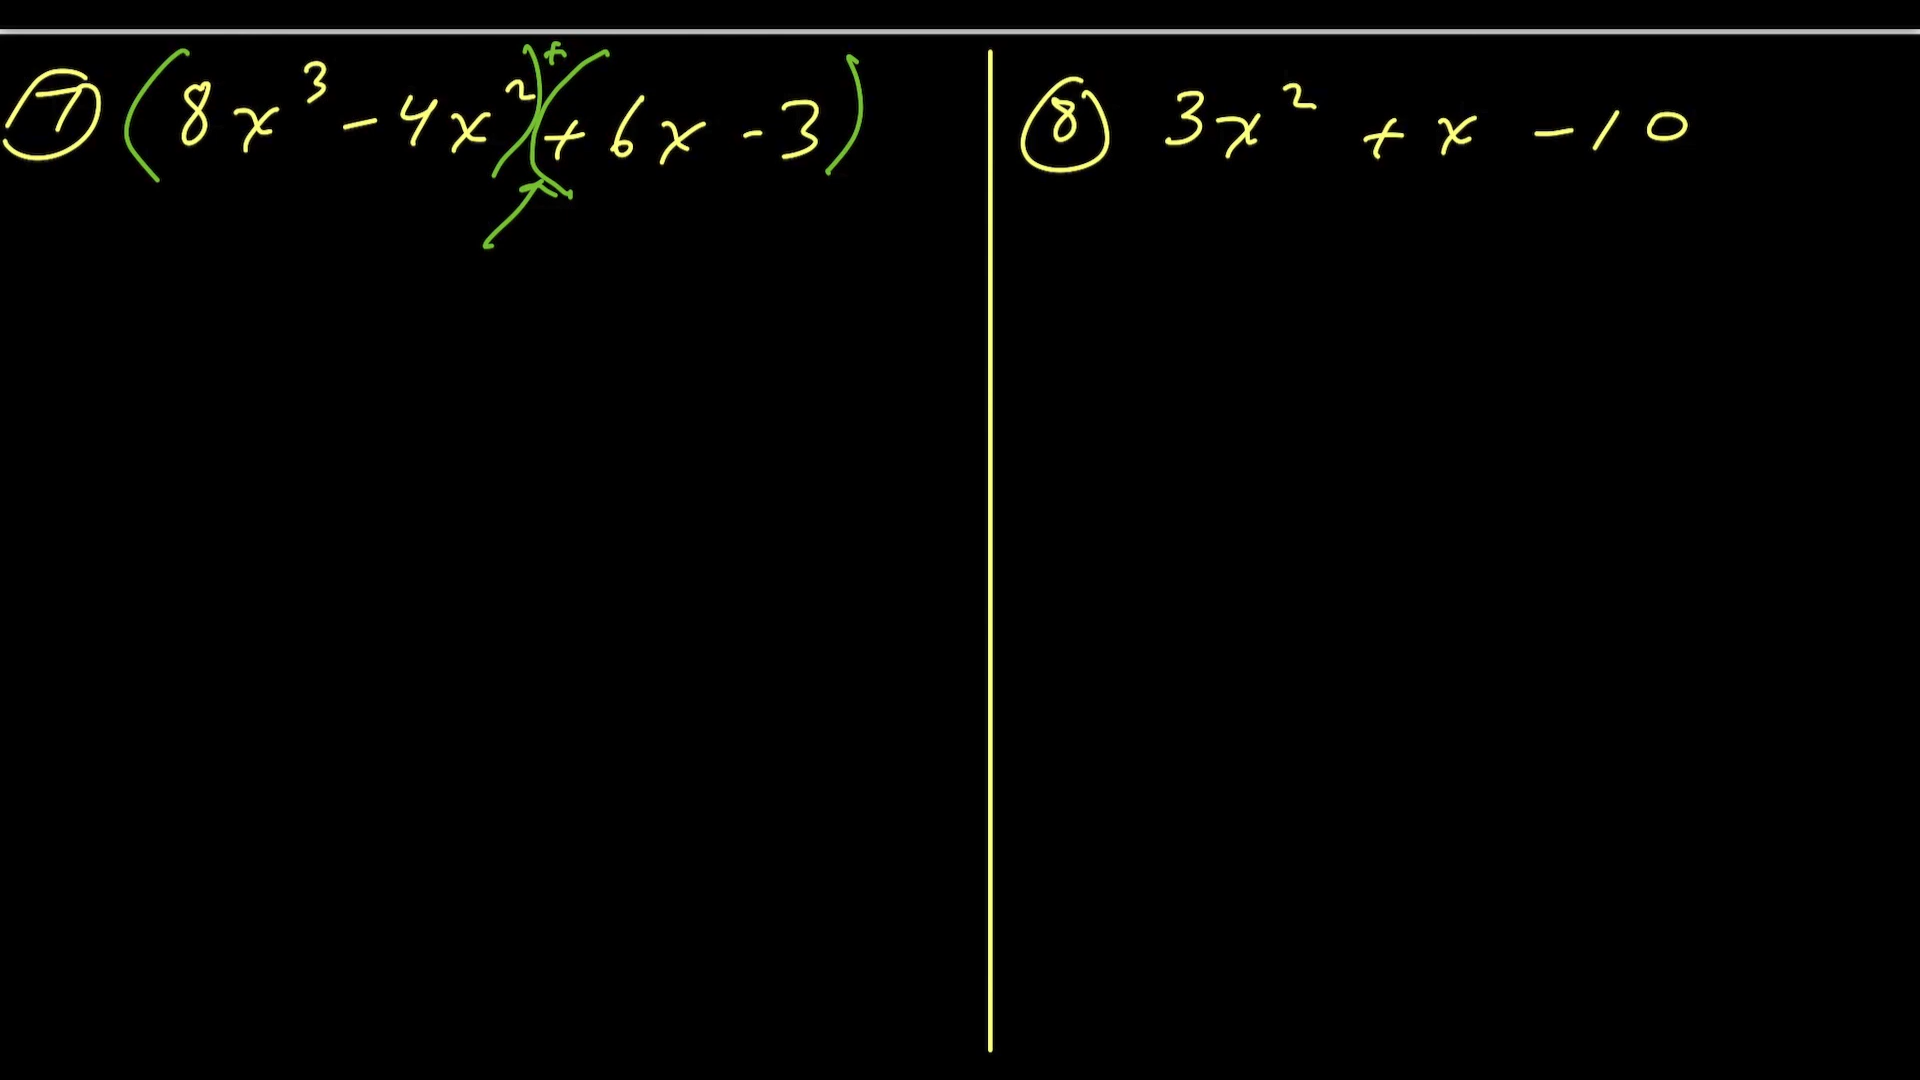 ⑦ (8x³ - 4x²)⁺(+ 6x - 3)
⑧ 3x² + x - 10